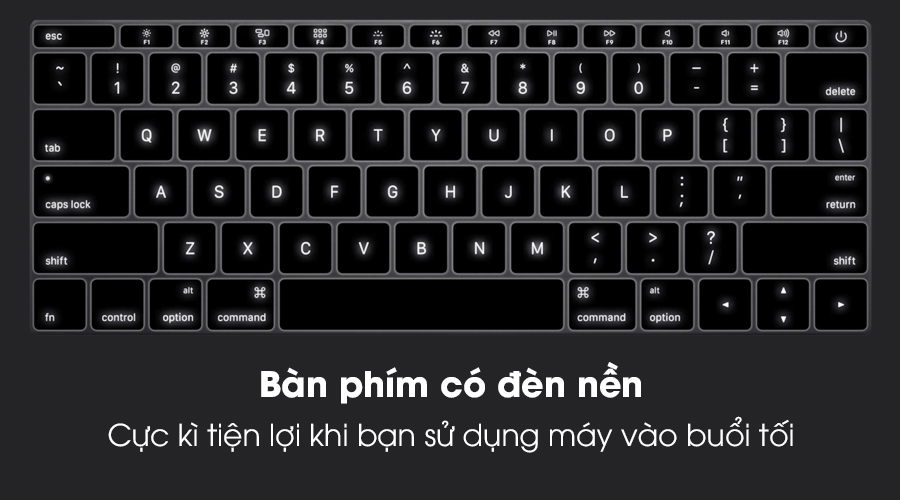 esc F1 F2 F3 F4 F5 F6 F7 F8 F9 F10 F11 F12
~ ! @ # $ % ^ & * ( ) – +
` 1 2 3 4 5 6 7 8 9 0 - = delete
tab Q W E R T Y U I O P { [ } ] | \
caps lock A S D F G H J K L : ; " ' enter return
shift Z X C V B N M < , > . ? / shift
fn control alt option ⌘ command ⌘ command alt option ◀ ▲ ▼ ▶
Bàn phím có đèn nền
Cực kì tiện lợi khi bạn sử dụng máy vào buổi tối